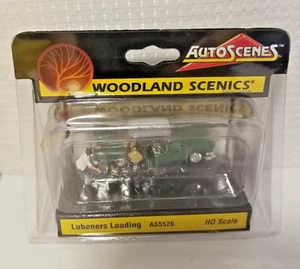 AUTOSCENES
WOODLAND SCENICS®
Lubeners Loading AS5526 HO Scale